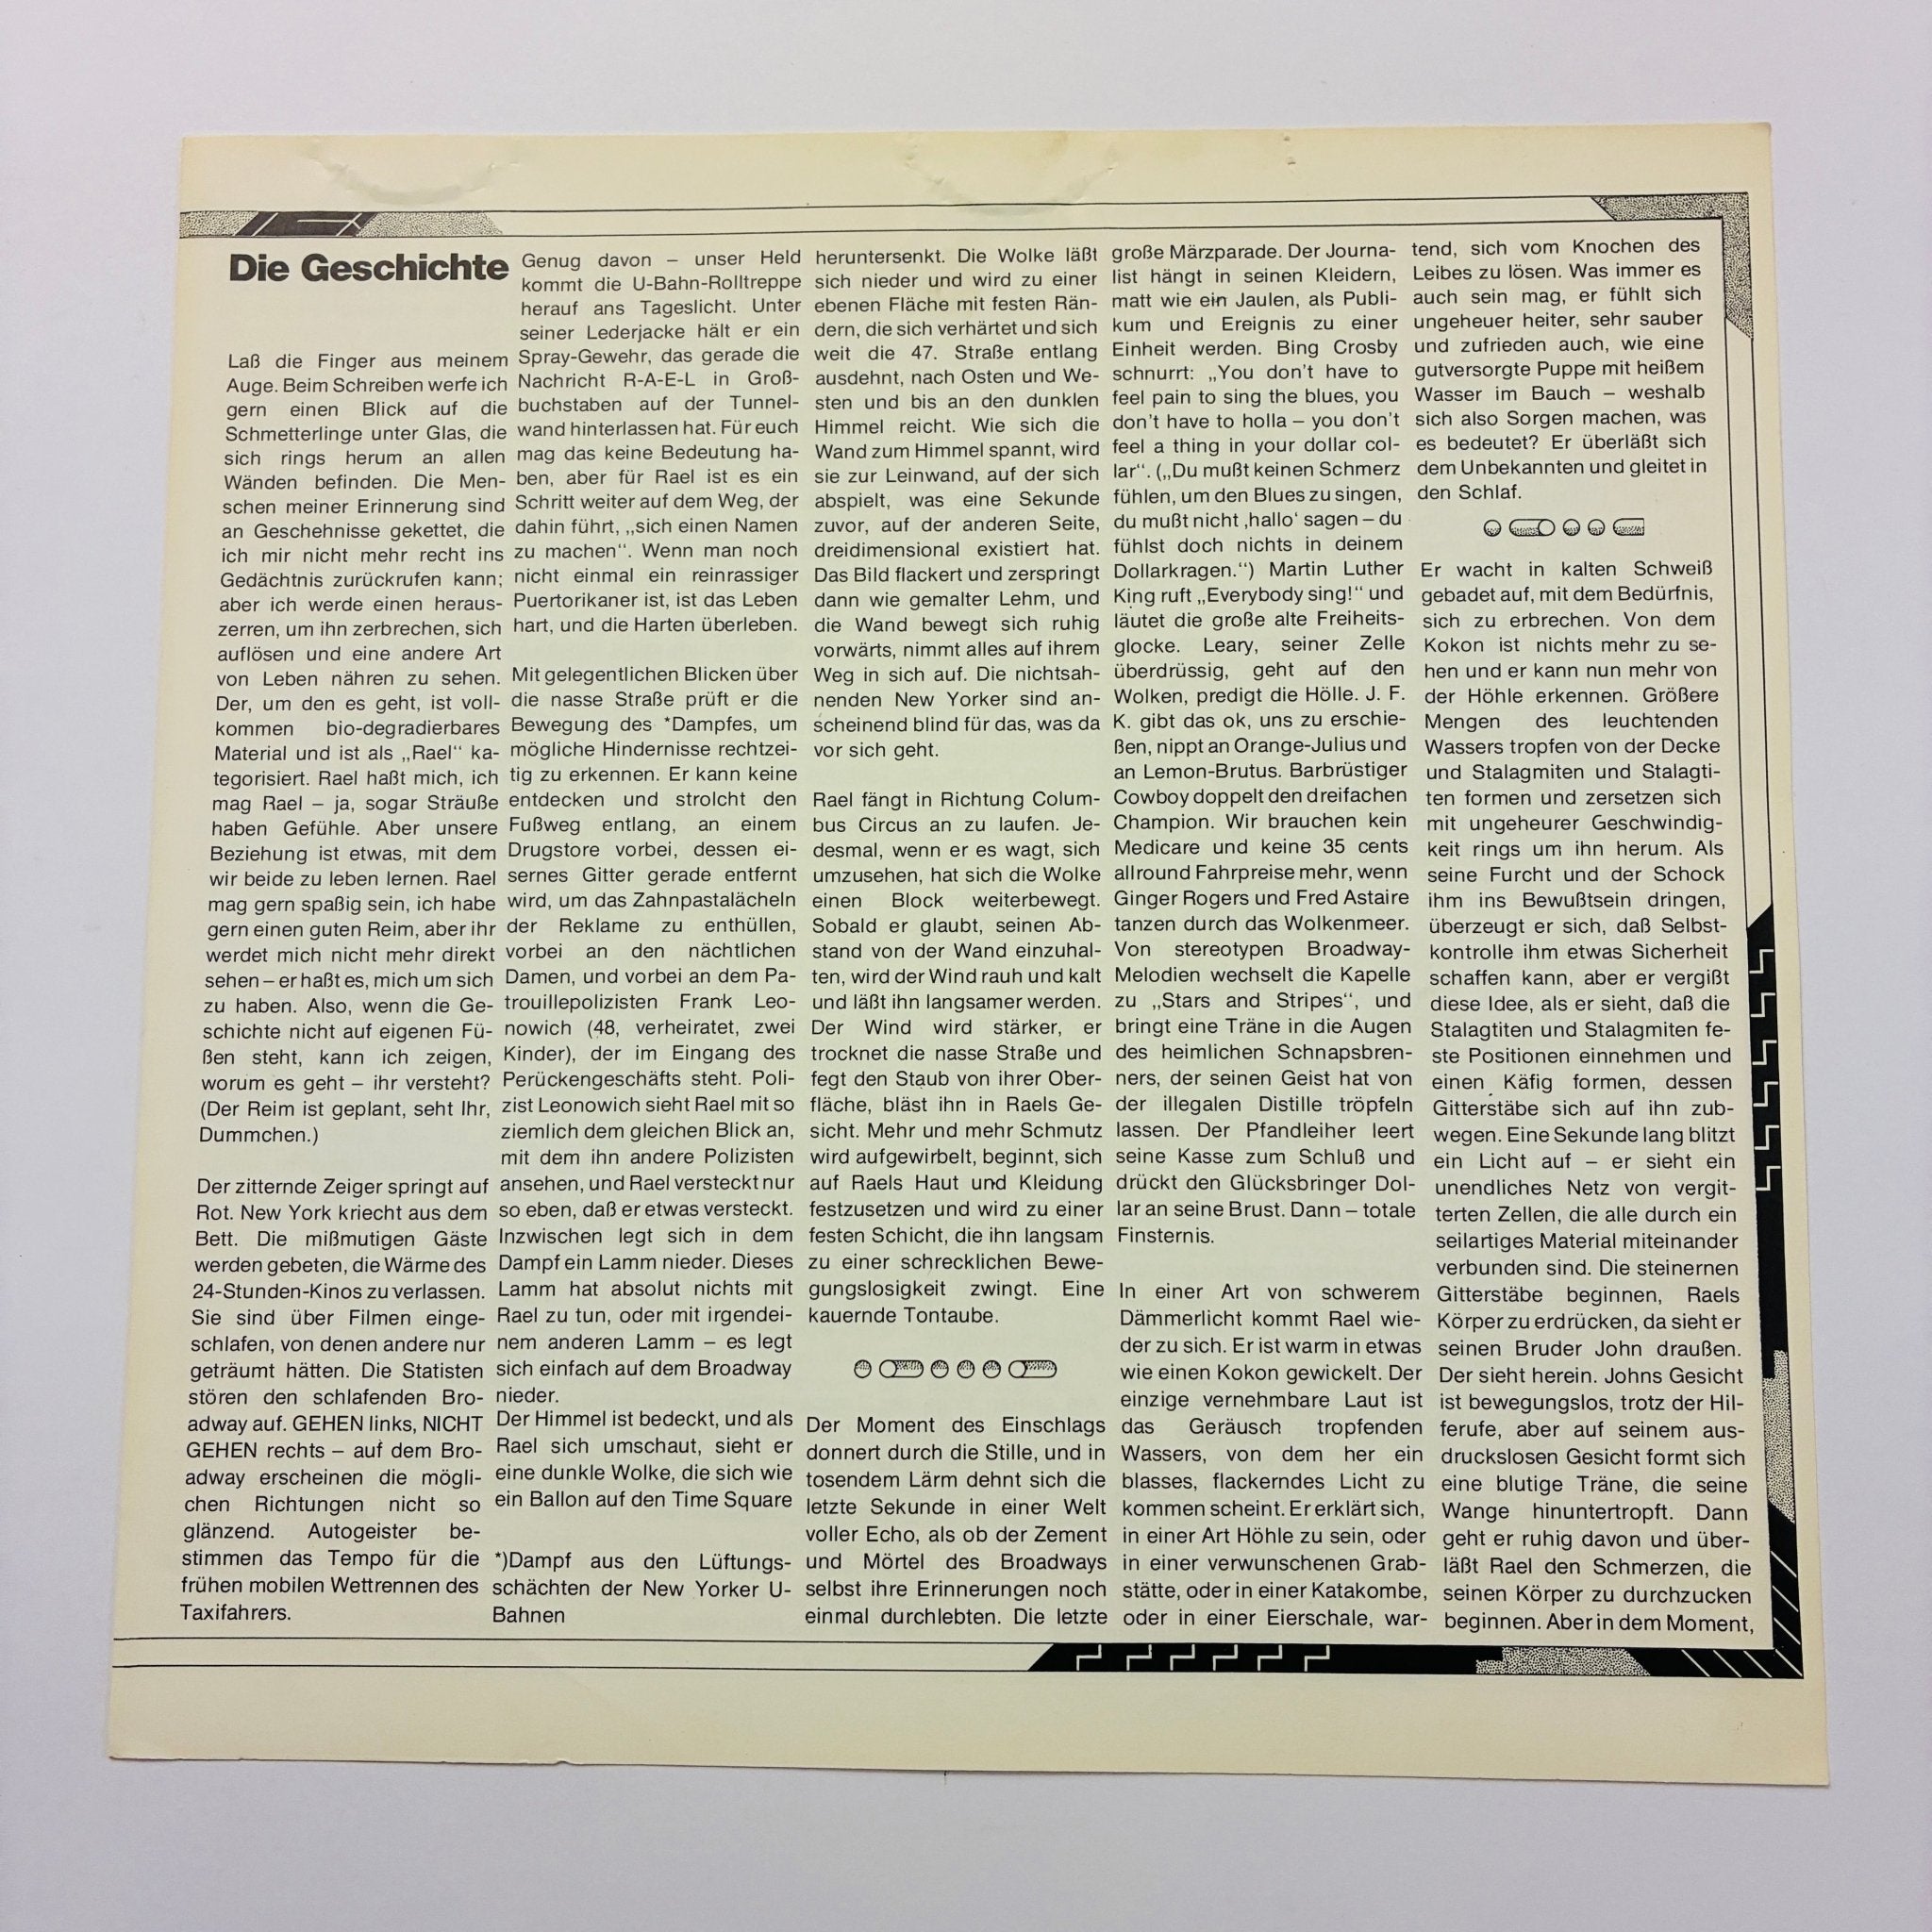 Die Geschichte
Laß die Finger aus meinem
Auge. Beim Schreiben werfe ich
gern einen Blick auf die
Schmetterlinge unter Glas, die
sich rings herum an allen
Wänden befinden. Die Men-
schen meiner Erinnerung sind
an Geschehnisse gekettet, die
ich mir nicht mehr recht ins
Gedächtnis zurückrufen kann;
aber ich werde einen heraus-
zerren, um ihn zerbrechen, sich
auflösen und eine andere Art
von Leben nähren zu sehen.
Der, um den es geht, ist voll-
kommen bio-degradierbares
Material und ist als „Rael“ ka-
tegorisiert. Rael haßt mich, ich
mag Rael – ja, sogar Sträuße
haben Gefühle. Aber unsere
Beziehung ist etwas, mit dem
wir beide zu leben lernen. Rael
mag gern spaßig sein, ich habe
gern einen guten Reim, aber ihr
werdet mich nicht mehr direkt
sehen – er haßt es, mich um sich
zu haben. Also, wenn die Ge-
schichte nicht auf eigenen Fü-
ßen steht, kann ich zeigen,
worum es geht – ihr versteht?
(Der Reim ist geplant, seht Ihr,
Dummchen.)
Der zitternde Zeiger springt auf
Rot. New York kriecht aus dem
Bett. Die mißmutigen Gäste
werden gebeten, die Wärme des
24-Stunden-Kinos zu verlassen.
Sie sind über Filmen einge-
schlafen, von denen andere nur
geträumt hätten. Die Statisten
stören den schlafenden Bro-
adway auf. GEHEN links, NICHT
GEHEN rechts – auf dem Bro-
adway erscheinen die mögli-
chen Richtungen nicht so
glänzend. Autogeister be-
stimmen das Tempo für die
frühen mobilen Wettrennen des
Taxifahrers.
Genug davon – unser Held
kommt die U-Bahn-Rolltreppe
herauf ans Tageslicht. Unter
seiner Lederjacke hält er ein
Spray-Gewehr, das gerade die
Nachricht R-A-E-L in Groß-
buchstaben auf der Tunnel-
wand hinterlassen hat. Für euch
mag das keine Bedeutung ha-
ben, aber für Rael ist es ein
Schritt weiter auf dem Weg, der
dahin führt, „sich einen Namen
zu machen“. Wenn man noch
nicht einmal ein reinrassiger
Puertorikaner ist, ist das Leben
hart, und die Harten überleben.
Mit gelegentlichen Blicken über
die nasse Straße prüft er die
Bewegung des *Dampfes, um
mögliche Hindernisse rechtzei-
tig zu erkennen. Er kann keine
entdecken und strolcht den
Fußweg entlang, an einem
Drugstore vorbei, dessen ei-
sernes Gitter gerade entfernt
wird, um das Zahnpastalächeln
der Reklame zu enthüllen,
vorbei an den nächtlichen
Damen, und vorbei an dem Pa-
trouillepolizisten Frank Leo-
nowich (48, verheiratet, zwei
Kinder), der im Eingang des
Perückengeschäfts steht. Poli-
zist Leonowich sieht Rael mit so
ziemlich dem gleichen Blick an,
mit dem ihn andere Polizisten
ansehen, und Rael versteckt nur
so eben, daß er etwas versteckt.
Inzwischen legt sich in dem
Dampf ein Lamm nieder. Dieses
Lamm hat absolut nichts mit
Rael zu tun, oder mit irgendei-
nem anderen Lamm – es legt
sich einfach auf dem Broadway
nieder.
Der Himmel ist bedeckt, und als
Rael sich umschaut, sieht er
eine dunkle Wolke, die sich wie
ein Ballon auf den Time Square
*)Dampf aus den Lüftungs-
schächten der New Yorker U-
Bahnen
heruntersenkt. Die Wolke läßt
sich nieder und wird zu einer
ebenen Fläche mit festen Rän-
dern, die sich verhärtet und sich
weit die 47. Straße entlang
ausdehnt, nach Osten und We-
sten und bis an den dunklen
Himmel reicht. Wie sich die
Wand zum Himmel spannt, wird
sie zur Leinwand, auf der sich
abspielt, was eine Sekunde
zuvor, auf der anderen Seite,
dreidimensional existiert hat.
Das Bild flackert und zerspringt
dann wie gemalter Lehm, und
die Wand bewegt sich ruhig
vorwärts, nimmt alles auf ihrem
Weg in sich auf. Die nichtsah-
nenden New Yorker sind an-
scheinend blind für das, was da
vor sich geht.
Rael fängt in Richtung Colum-
bus Circus an zu laufen. Je-
desmal, wenn er es wagt, sich
umzusehen, hat sich die Wolke
einen Block weiterbewegt.
Sobald er glaubt, seinen Ab-
stand von der Wand einzuhal-
ten, wird der Wind rauh und kalt
und läßt ihn langsamer werden.
Der Wind wird stärker, er
trocknet die nasse Straße und
fegt den Staub von ihrer Ober-
fläche, bläst ihn in Raels Ge-
sicht. Mehr und mehr Schmutz
wird aufgewirbelt, beginnt, sich
auf Raels Haut und Kleidung
festzusetzen und wird zu einer
festen Schicht, die ihn langsam
zu einer schrecklichen Bewe-
gungslosigkeit zwingt. Eine
kauernde Tontaube.
Der Moment des Einschlags
donnert durch die Stille, und in
tosendem Lärm dehnt sich die
letzte Sekunde in einer Welt
voller Echo, als ob der Zement
und Mörtel des Broadways
selbst ihre Erinnerungen noch
einmal durchlebten. Die letzte
große Märzparade. Der Journa-
list hängt in seinen Kleidern,
matt wie ein Jaulen, als Publi-
kum und Ereignis zu einer
Einheit werden. Bing Crosby
schnurrt: „You don't have to
feel pain to sing the blues, you
don't have to holla – you don't
feel a thing in your dollar col-
lar“. („Du mußt keinen Schmerz
fühlen, um den Blues zu singen,
du mußt nicht ‚hallo‘ sagen – du
fühlst doch nichts in deinem
Dollarkragen.“) Martin Luther
King ruft „Everybody sing!“ und
läutet die große alte Freiheits-
glocke. Leary, seiner Zelle
überdrüssig, geht auf den
Wolken, predigt die Hölle. J. F.
K. gibt das ok, uns zu erschie-
ßen, nippt an Orange-Julius und
an Lemon-Brutus. Barbrüstiger
Cowboy doppelt den dreifachen
Champion. Wir brauchen kein
Medicare und keine 35 cents
allround Fahrpreise mehr, wenn
Ginger Rogers und Fred Astaire
tanzen durch das Wolkenmeer.
Von stereotypen Broadway-
Melodien wechselt die Kapelle
zu „Stars and Stripes“, und
bringt eine Träne in die Augen
des heimlichen Schnapsbren-
ners, der seinen Geist hat von
der illegalen Distille tröpfeln
lassen. Der Pfandleiher leert
seine Kasse zum Schluß und
drückt den Glücksbringer Dol-
lar an seine Brust. Dann – totale
Finsternis.
In einer Art von schwerem
Dämmerlicht kommt Rael wie-
der zu sich. Er ist warm in etwas
wie einen Kokon gewickelt. Der
einzige vernehmbare Laut ist
das Geräusch tropfenden
Wassers, von dem her ein
blasses, flackerndes Licht zu
kommen scheint. Er erklärt sich,
in einer Art Höhle zu sein, oder
in einer verwunschenen Grab-
stätte, oder in einer Katakombe,
oder in einer Eierschale, war-
tend, sich vom Knochen des
Leibes zu lösen. Was immer es
auch sein mag, er fühlt sich
ungeheuer heiter, sehr sauber
und zufrieden auch, wie eine
gutversorgte Puppe mit heißem
Wasser im Bauch – weshalb
sich also Sorgen machen, was
es bedeutet? Er überläßt sich
dem Unbekannten und gleitet in
den Schlaf.
Er wacht in kalten Schweiß
gebadet auf, mit dem Bedürfnis,
sich zu erbrechen. Von dem
Kokon ist nichts mehr zu se-
hen und er kann nun mehr von
der Höhle erkennen. Größere
Mengen des leuchtenden
Wassers tropfen von der Decke
und Stalagmiten und Stalagti-
ten formen und zersetzen sich
mit ungeheurer Geschwindig-
keit rings um ihn herum. Als
seine Furcht und der Schock
ihm ins Bewußtsein dringen,
überzeugt er sich, daß Selbst-
kontrolle ihm etwas Sicherheit
schaffen kann, aber er vergißt
diese Idee, als er sieht, daß die
Stalagtiten und Stalagmiten fe-
ste Positionen einnehmen und
einen Käfig formen, dessen
Gitterstäbe sich auf ihn zub-
wegen. Eine Sekunde lang blitzt
ein Licht auf – er sieht ein
unendliches Netz von vergit-
terten Zellen, die alle durch ein
seilartiges Material miteinander
verbunden sind. Die steinernen
Gitterstäbe beginnen, Raels
Körper zu erdrücken, da sieht er
seinen Bruder John draußen.
Der sieht herein. Johns Gesicht
ist bewegungslos, trotz der Hil-
ferufe, aber auf seinem aus-
druckslosen Gesicht formt sich
eine blutige Träne, die seine
Wange hinuntertropft. Dann
geht er ruhig davon und über-
läßt Rael den Schmerzen, die
seinen Körper zu durchzucken
beginnen. Aber in dem Moment,